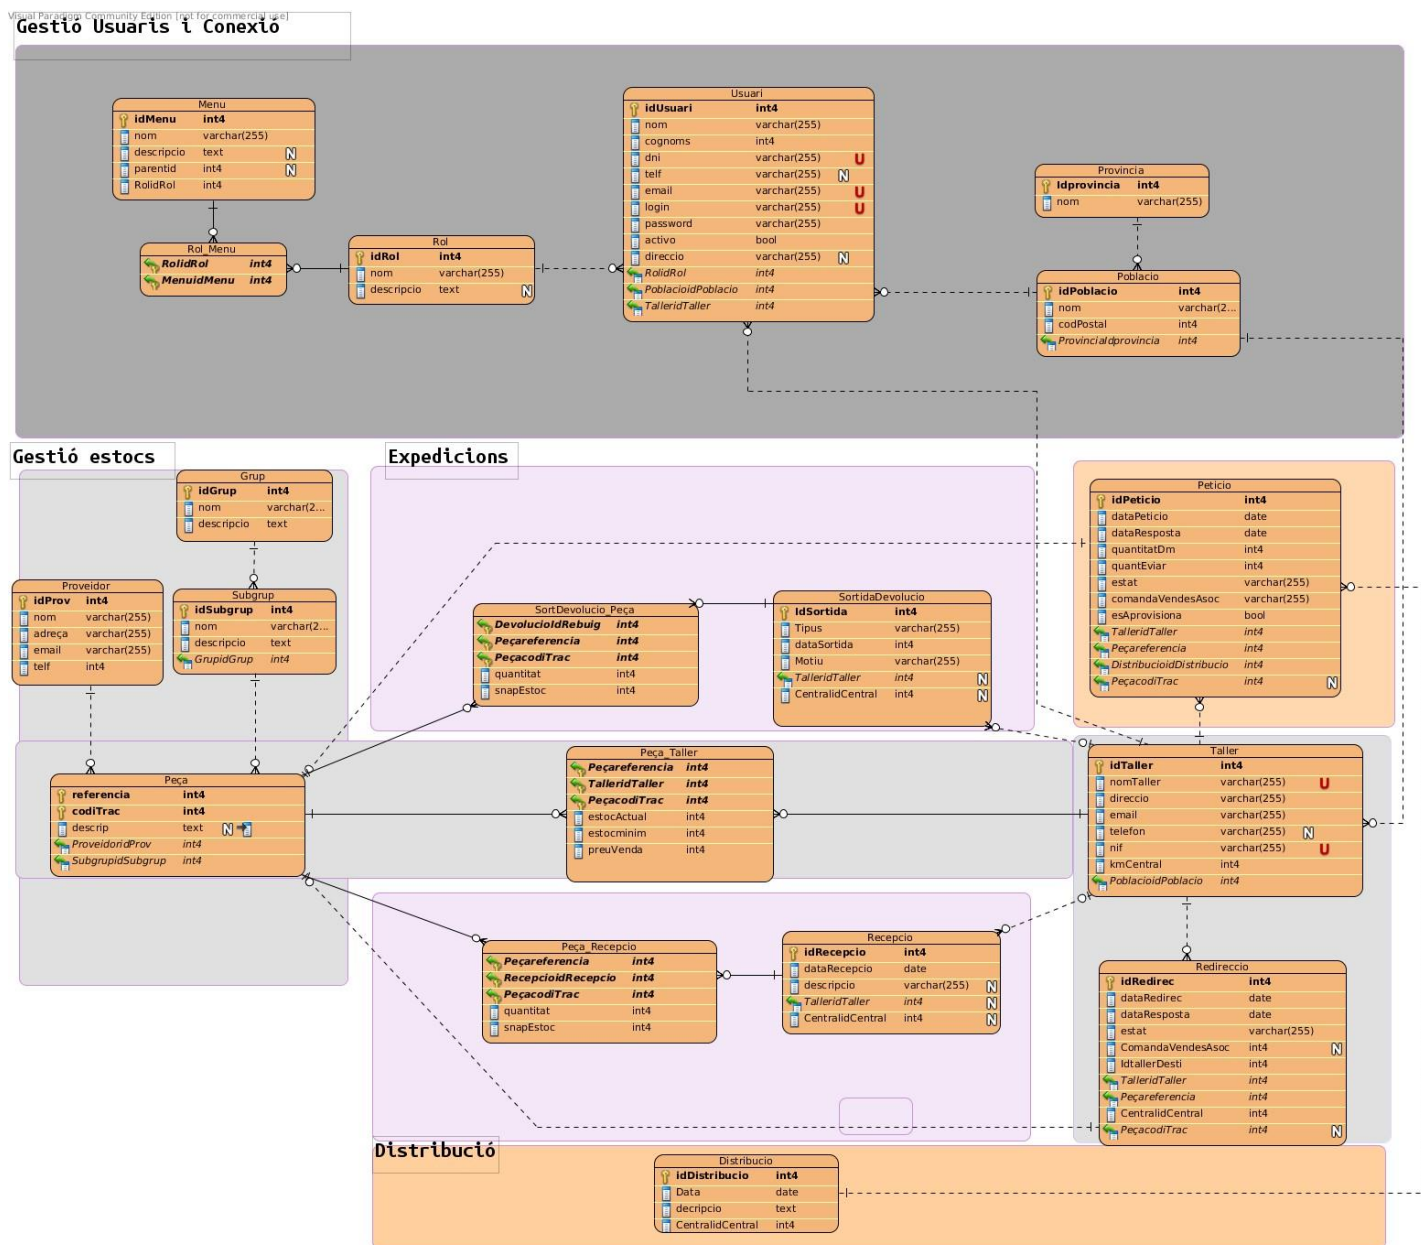 Visual Paradigm Community Edition [not for commercial use]
Gestió Usuaris i Conexió
Menu
idMenu int4
nom varchar(255)
descripcio text N
parentid int4 N
RolidRol int4
Rol_Menu
RolidRol int4
MenuidMenu int4
Rol
idRol int4
nom varchar(255)
descripcio text N
Usuari
idUsuari int4
nom varchar(255)
cognoms int4
dni varchar(255) U
telf varchar(255) N
email varchar(255) U
login varchar(255) U
password varchar(255)
activo bool
direccio varchar(255) N
RolidRol int4
PoblacioidPoblacio int4
TalleridTaller int4
Provincia
Idprovincia int4
nom varchar(255)
Poblacio
idPoblacio int4
nom varchar(2...
codPostal int4
ProvinciaIdprovincia int4
Gestió estocs
Grup
idGrup int4
nom varchar(2...
descripcio text
Proveidor
idProv int4
nom varchar(255)
adreça varchar(255)
email varchar(255)
telf int4
Subgrup
idSubgrup int4
nom varchar(2...
descripcio text
GrupidGrup int4
Peça
referencia int4
codiTrac int4
descrip text N
ProveidoridProv int4
SubgrupidSubgrup int4
Expedicions
SortDevolucio_Peça
DevolucioIdRebuig int4
Peçareferencia int4
PeçacodiTrac int4
quantitat int4
snapEstoc int4
SortidaDevolucio
IdSortida int4
Tipus varchar(255)
dataSortida int4
Motiu varchar(255)
TalleridTaller int4 N
CentralidCentral int4 N
Peça_Taller
Peçareferencia int4
TalleridTaller int4
PeçacodiTrac int4
estocActual int4
estocminim int4
preuVenda int4
Peticio
idPeticio int4
dataPeticio date
dataResposta date
quantitatDm int4
quantEviar int4
estat varchar(255)
comandaVendesAsoc varchar(255)
esAprovisiona bool
TalleridTaller int4
Peçareferencia int4
DistribucioidDistribucio int4
PeçacodiTrac int4 N
Taller
idTaller int4
nomTaller varchar(255) U
direccio varchar(255)
email varchar(255)
telefon varchar(255) N
nif varchar(255) U
kmCentral int4
PoblacioidPoblacio int4
Peça_Recepcio
Peçareferencia int4
RecepcioidRecepcio int4
PeçacodiTrac int4
quantitat int4
snapEstoc int4
Recepcio
idRecepcio int4
dataRecepcio date
descripcio varchar(255) N
TalleridTaller int4 N
CentralidCentral int4 N
Redireccio
idRedirec int4
dataRedirec date
dataResposta date
estat varchar(255)
ComandaVendesAsoc int4 N
IdtallerDesti int4
TalleridTaller int4
Peçareferencia int4
CentralidCentral int4
PeçacodiTrac int4 N
Distribució
Distribucio
idDistribucio int4
Data date
decripcio text
CentralidCentral int4